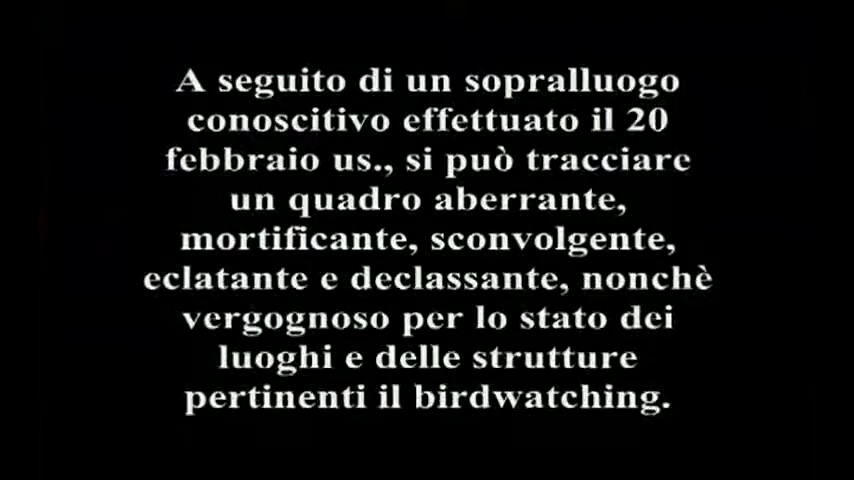 A seguito di un sopralluogo
conoscitivo effettuato il 20
febbraio us., si può tracciare
un quadro aberrante,
mortificante, sconvolgente,
eclatante e declassante, nonchè
vergognoso per lo stato dei
luoghi e delle strutture
pertinenti il birdwatching.